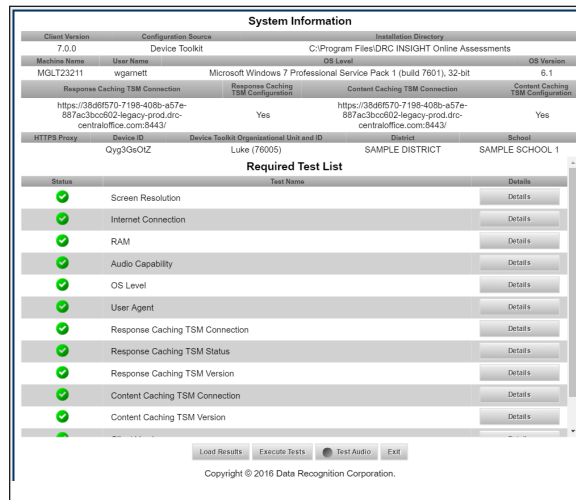 System Information
Client Version Configuration Source Installation Directory
7.0.0 Device Toolkit C:\Program Files\DRC INSIGHT Online Assessments
Machine Name User Name OS Level OS Version
MGLT23211 wgarnett Microsoft Windows 7 Professional Service Pack 1 (build 7601), 32-bit 6.1
Response Caching TSM Connection Response Caching TSM Configuration Content Caching TSM Connection Content Caching TSM Configuration
https://38d6f570-7198-408b-a57e-887ac3bcc602-legacy-prod.drc-centraloffice.com:8443/ Yes https://38d6f570-7198-408b-a57e-887ac3bcc602-legacy-prod.drc-centraloffice.com:8443/ Yes
HTTPS Proxy Device ID Device Toolkit Organizational Unit and ID District School
Qyg3GsOtZ Luke (76005) SAMPLE DISTRICT SAMPLE SCHOOL 1
Required Test List
Status Test Name Details
Screen Resolution Details
Internet Connection Details
RAM Details
Audio Capability Details
OS Level Details
User Agent Details
Response Caching TSM Connection Details
Response Caching TSM Status Details
Response Caching TSM Version Details
Content Caching TSM Connection Details
Content Caching TSM Version Details
Load Results Execute Tests Test Audio Exit
Copyright © 2016 Data Recognition Corporation.